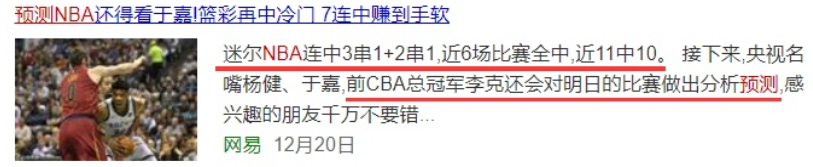 预测NBA还得看于嘉!篮彩再中冷门 7连中赚到手软
迷尔NBA连中3串1+2串1,近6场比赛全中,近11中10。 接下来,央视名
嘴杨健、于嘉,前CBA总冠军李克还会对明日的比赛做出分析预测,感
兴趣的朋友千万不要错...
网易 12月20日